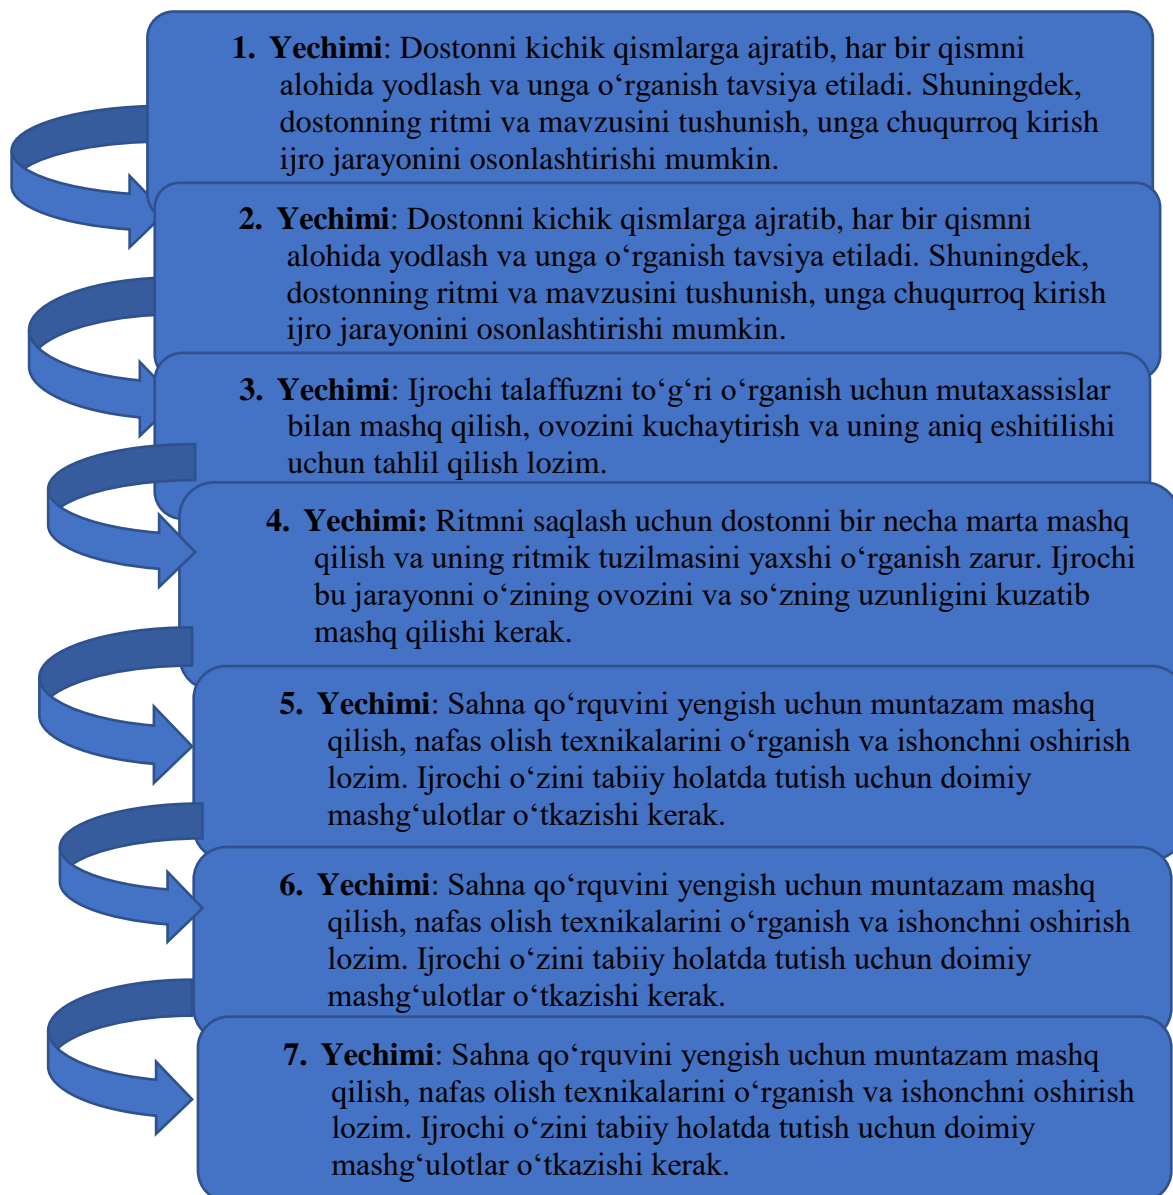 1. Yechimi: Dostonni kichik qismlarga ajratib, har bir qismni
alohida yodlash va unga o‘rganish tavsiya etiladi. Shuningdek,
dostonning ritmi va mavzusini tushunish, unga chuqurroq kirish
ijro jarayonini osonlashtirishi mumkin.
2. Yechimi: Dostonni kichik qismlarga ajratib, har bir qismni
alohida yodlash va unga o‘rganish tavsiya etiladi. Shuningdek,
dostonning ritmi va mavzusini tushunish, unga chuqurroq kirish
ijro jarayonini osonlashtirishi mumkin.
3. Yechimi: Ijrochi talaffuzni to‘g‘ri o‘rganish uchun mutaxassislar
bilan mashq qilish, ovozini kuchaytirish va uning aniq eshitilishi
uchun tahlil qilish lozim.
4. Yechimi: Ritmni saqlash uchun dostonni bir necha marta mashq
qilish va uning ritmik tuzilmasini yaxshi o‘rganish zarur. Ijrochi
bu jarayonni o‘zining ovozini va so‘zning uzunligini kuzatib
mashq qilishi kerak.
5. Yechimi: Sahna qo‘rquvini yengish uchun muntazam mashq
qilish, nafas olish texnikalarini o‘rganish va ishonchni oshirish
lozim. Ijrochi o‘zini tabiiy holatda tutish uchun doimiy
mashg‘ulotlar o‘tkazishi kerak.
6. Yechimi: Sahna qo‘rquvini yengish uchun muntazam mashq
qilish, nafas olish texnikalarini o‘rganish va ishonchni oshirish
lozim. Ijrochi o‘zini tabiiy holatda tutish uchun doimiy
mashg‘ulotlar o‘tkazishi kerak.
7. Yechimi: Sahna qo‘rquvini yengish uchun muntazam mashq
qilish, nafas olish texnikalarini o‘rganish va ishonchni oshirish
lozim. Ijrochi o‘zini tabiiy holatda tutish uchun doimiy
mashg‘ulotlar o‘tkazishi kerak.